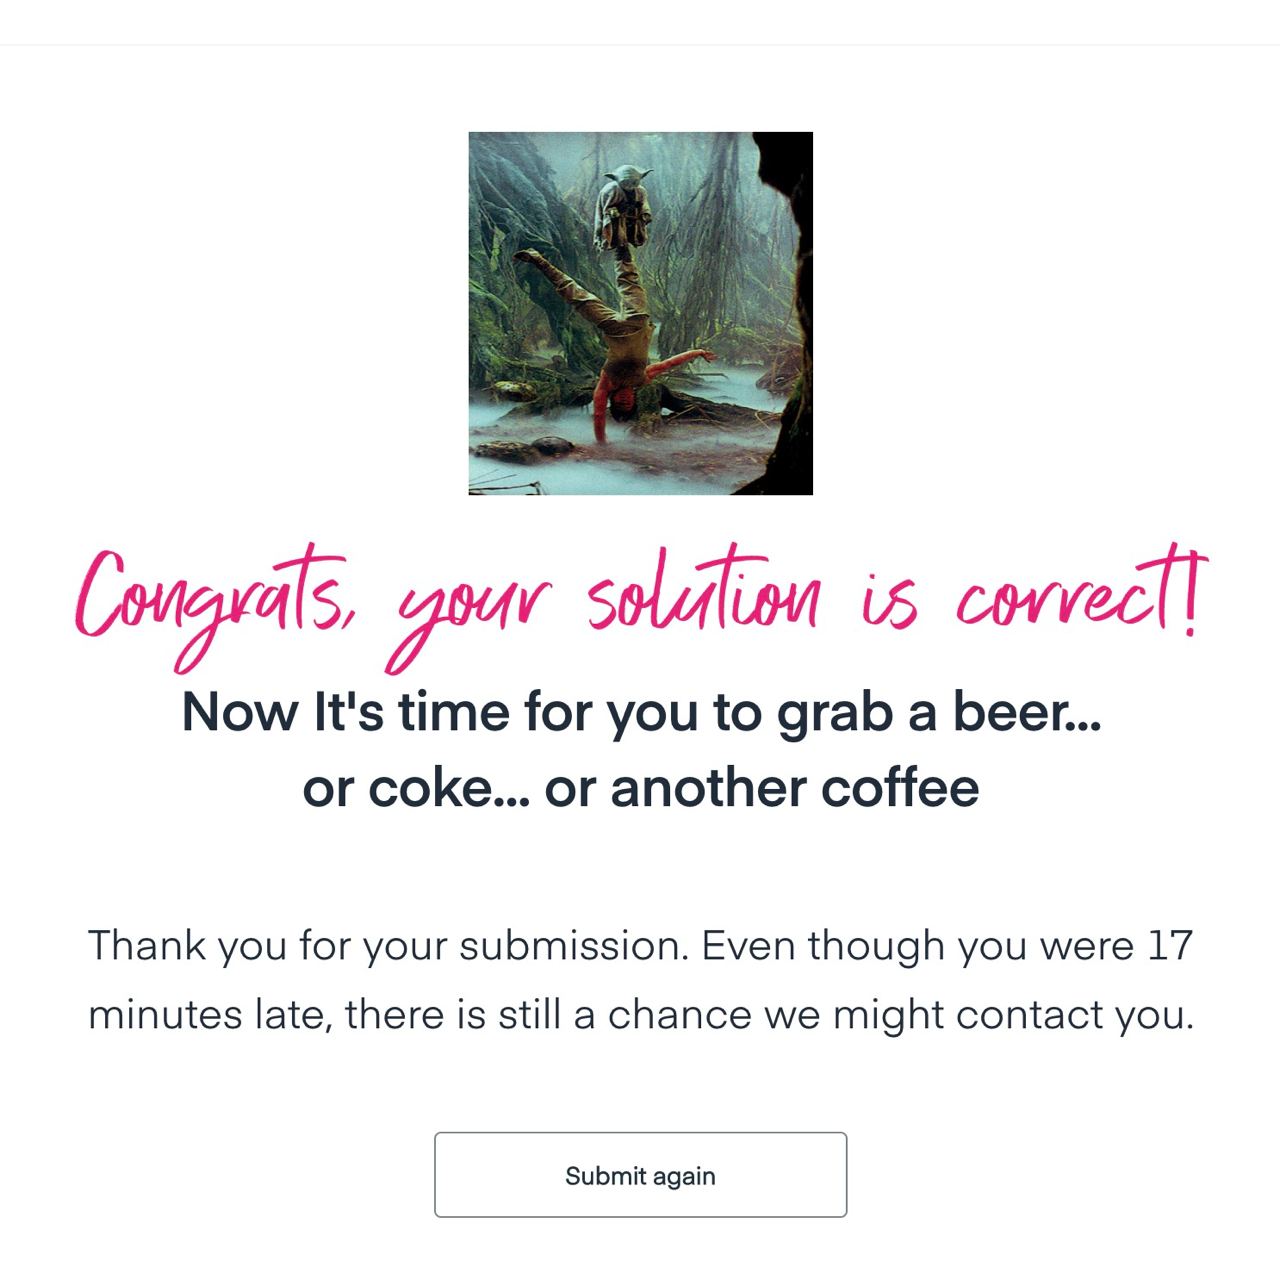 Congrats, your solution is correct!
Now It's time for you to grab a beer...
or coke... or another coffee
Thank you for your submission. Even though you were 17
minutes late, there is still a chance we might contact you.
Submit again